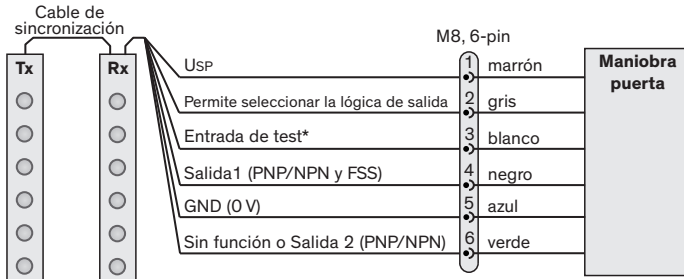 Cable de
sincronización
M8, 6-pin
Tx
Rx
USP
1 marrón
Maniobra
puerta
Permite seleccionar la lógica de salida
2 gris
Entrada de test*
3 blanco
Salida1 (PNP/NPN y FSS)
4 negro
GND (0 V)
5 azul
Sin función o Salida 2 (PNP/NPN)
6 verde